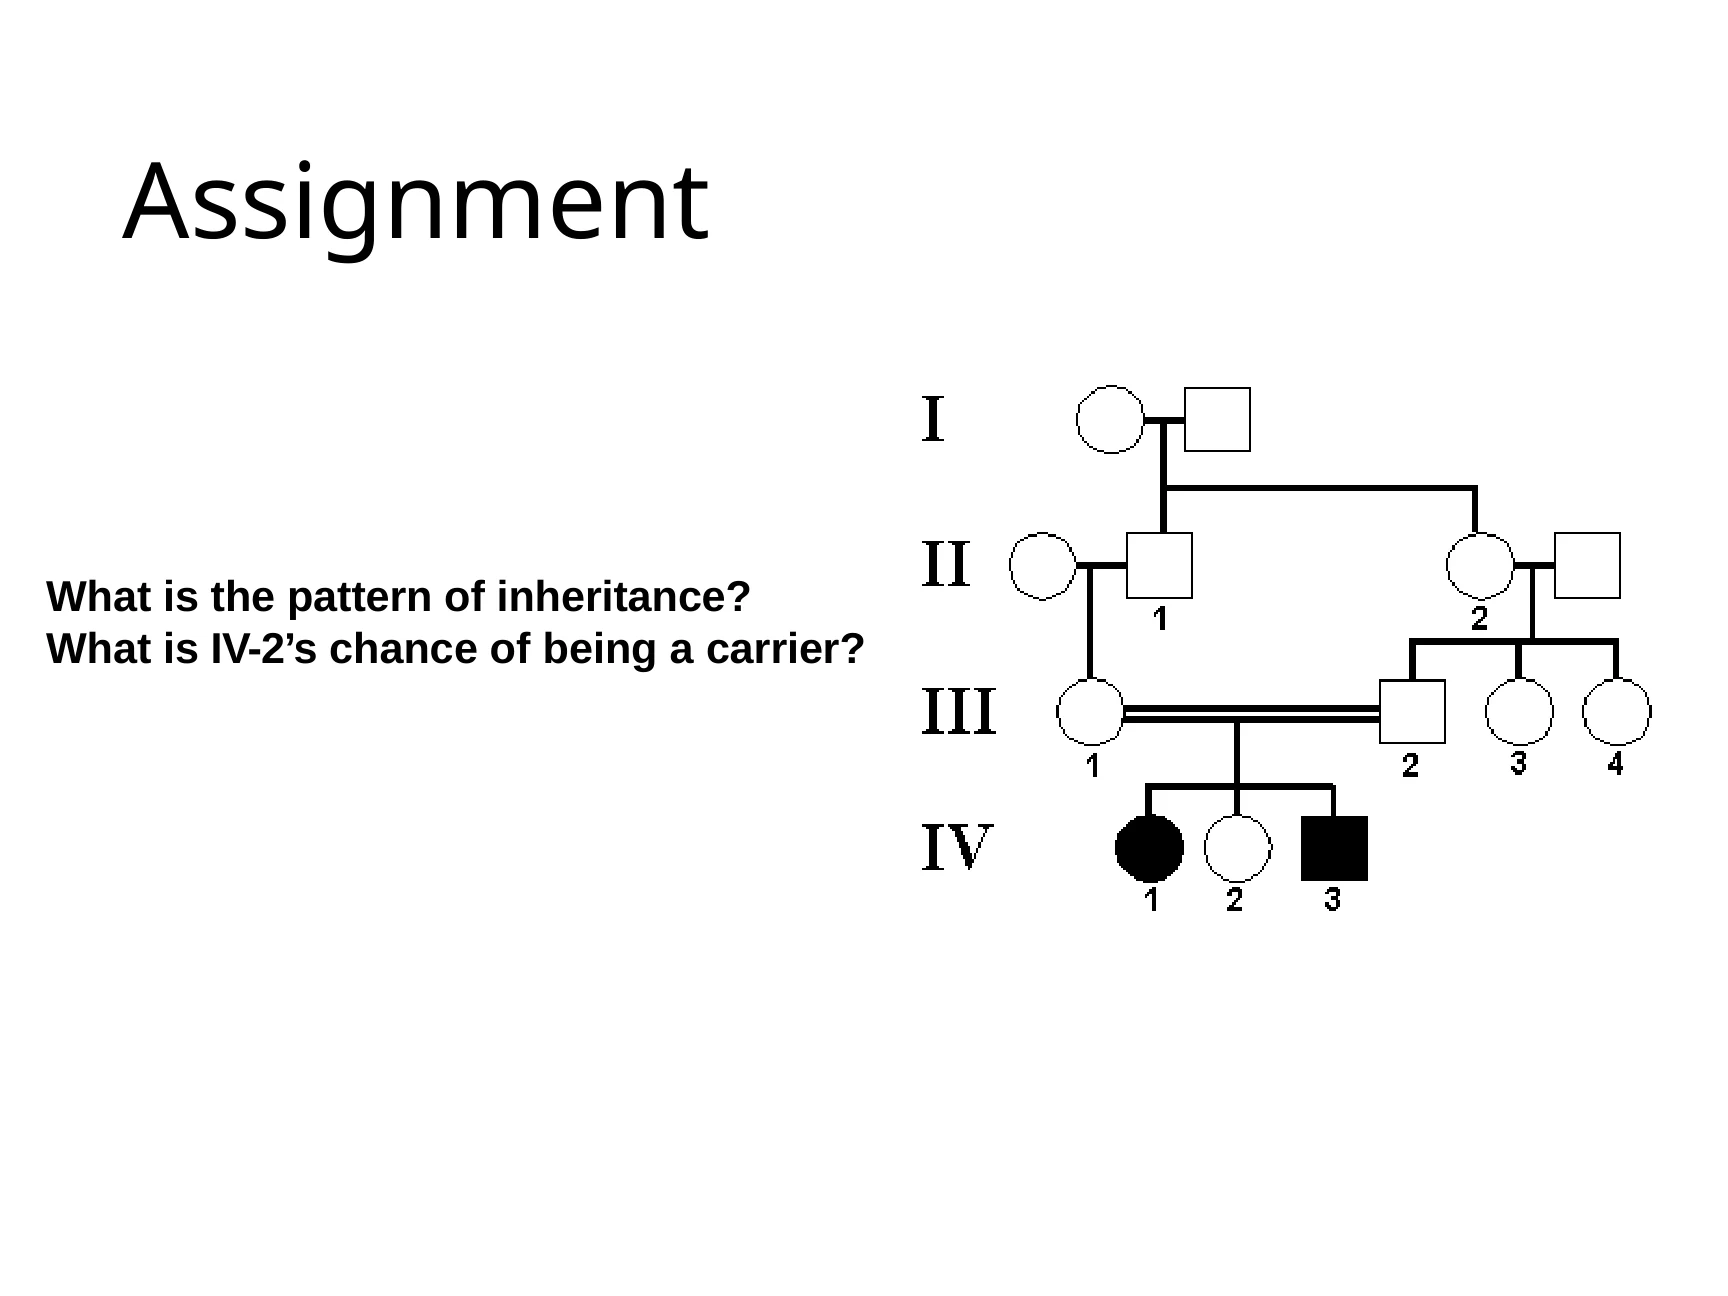 Assignment
What is the pattern of inheritance?
What is IV-2’s chance of being a carrier?
I
II
1 2
III
1 2 3 4
IV
1 2 3